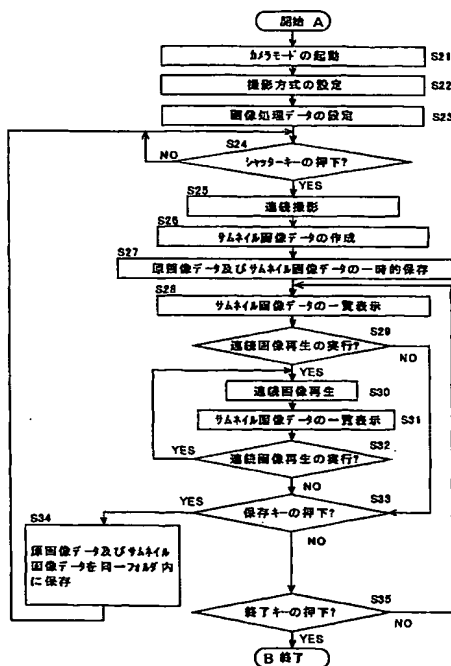 開始 A
カメラモードの起動 S21
撮影方式の設定 S22
画像処理データの設定 S23
S24
シャッターキーの押下?
NO
YES
S25
連続撮影
S26
サムネイル画像データの作成
S27
原画像データ及びサムネイル画像データの一時的保存
S28
サムネイル画像データの一覧表示
S29
連続画像再生の実行?
NO
YES
連続画像再生
S30
サムネイル画像データの一覧表示
S31
S32
連続画像再生の実行?
YES
NO
YES
S33
保存キーの押下?
NO
S34
原画像データ及びサムネイル
画像データを同一フォルダ内
に保存
S35
終了キーの押下?
NO
YES
B 終了